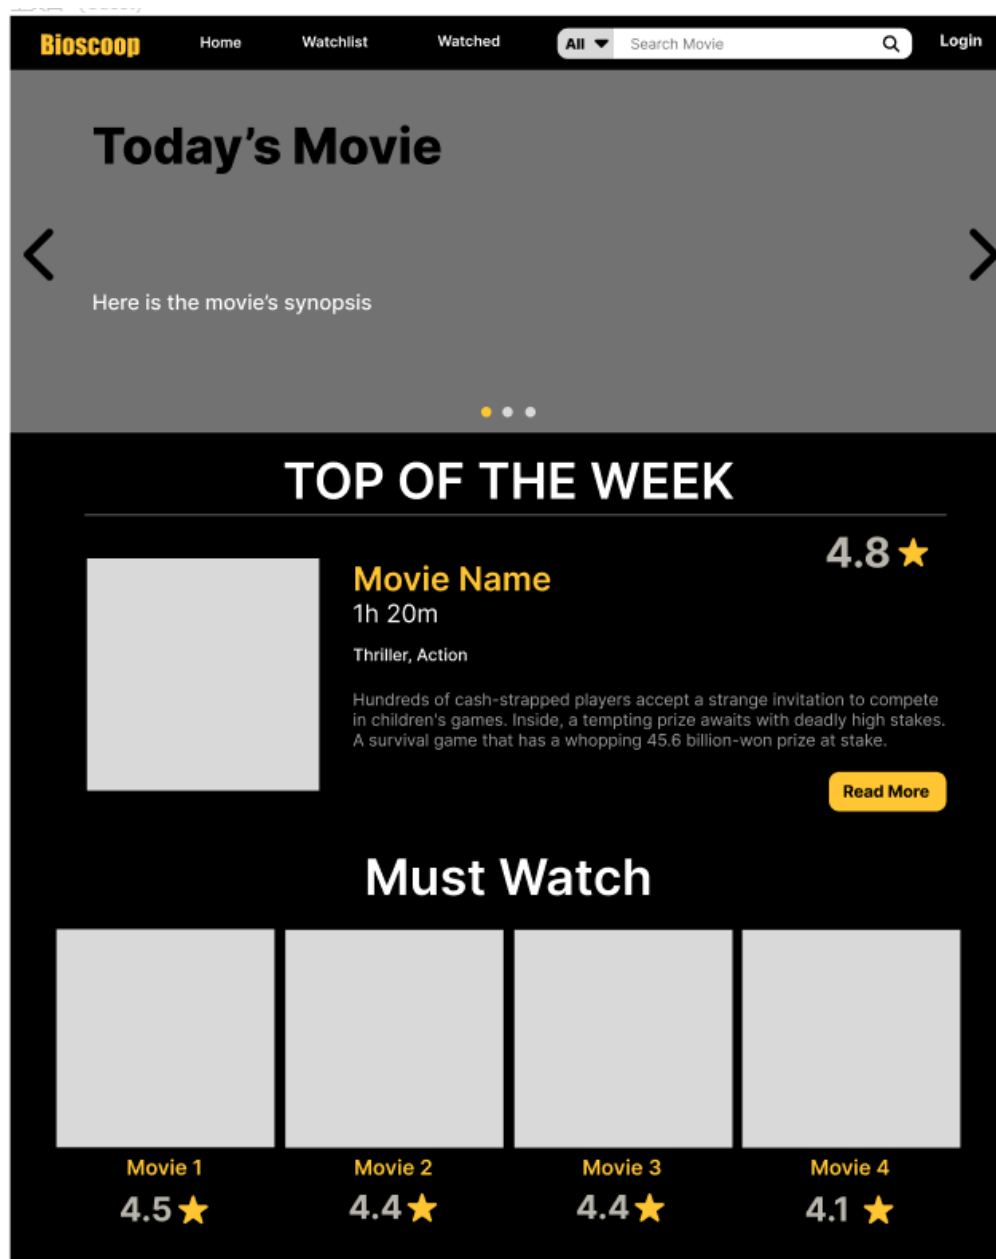 Bioscoop Home Watchlist Watched All Search Movie Login
Today’s Movie
Here is the movie’s synopsis
TOP OF THE WEEK
4.8
Movie Name
1h 20m
Thriller, Action
Hundreds of cash-strapped players accept a strange invitation to compete
in children's games. Inside, a tempting prize awaits with deadly high stakes.
A survival game that has a whopping 45.6 billion-won prize at stake.
Read More
Must Watch
Movie 1 Movie 2 Movie 3 Movie 4
4.5 4.4 4.4 4.1